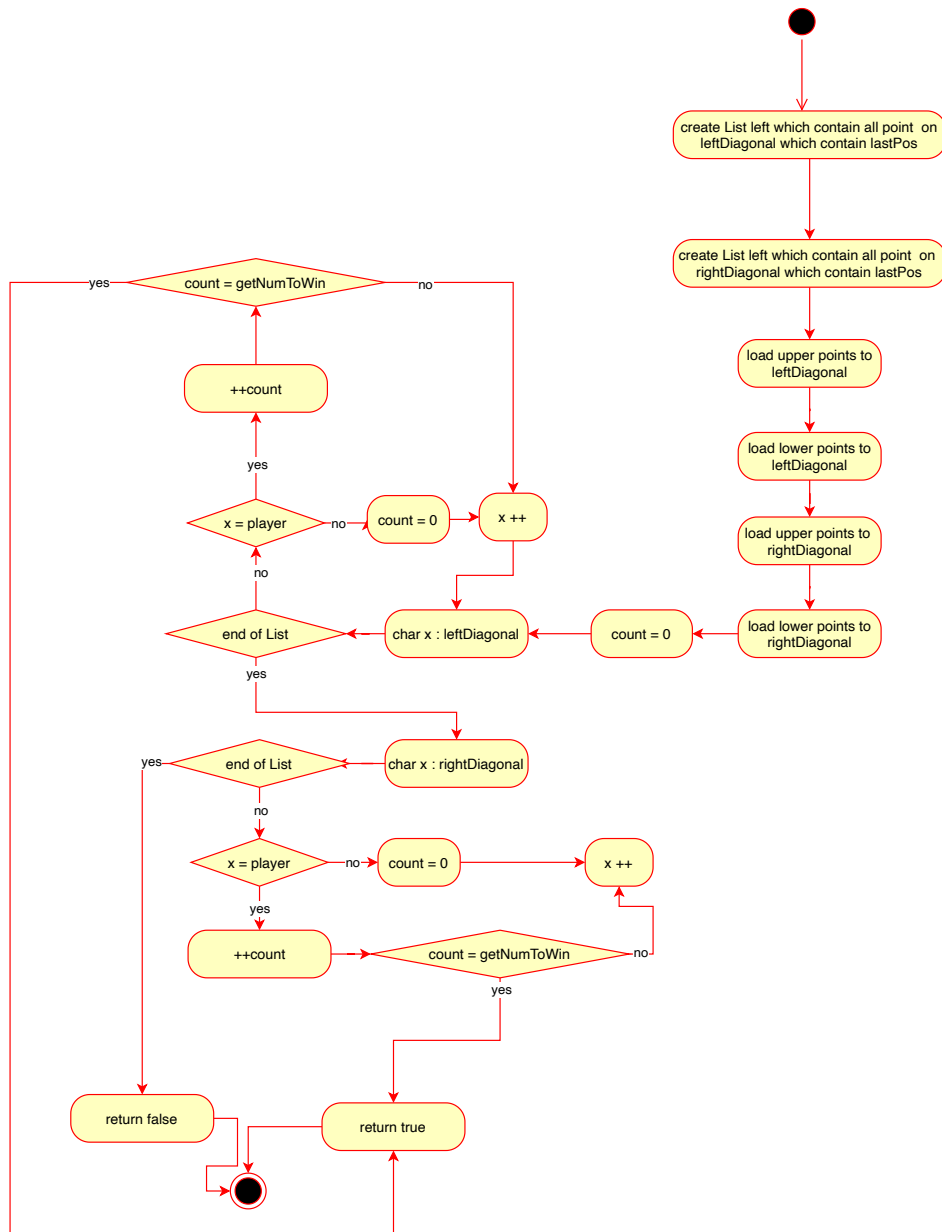 create List left which contain all point  on
leftDiagonal which contain lastPos
create List left which contain all point  on
rightDiagonal which contain lastPos
load upper points to
leftDiagonal
load lower points to
leftDiagonal
load upper points to
rightDiagonal
load lower points to
rightDiagonal
count = 0
char x : leftDiagonal
end of List
no
yes
x = player
no
yes
count = 0
x ++
++count
count = getNumToWin
yes
no
char x : rightDiagonal
end of List
yes
no
x = player
no
yes
count = 0
x ++
++count
count = getNumToWin
no
yes
return false
return true